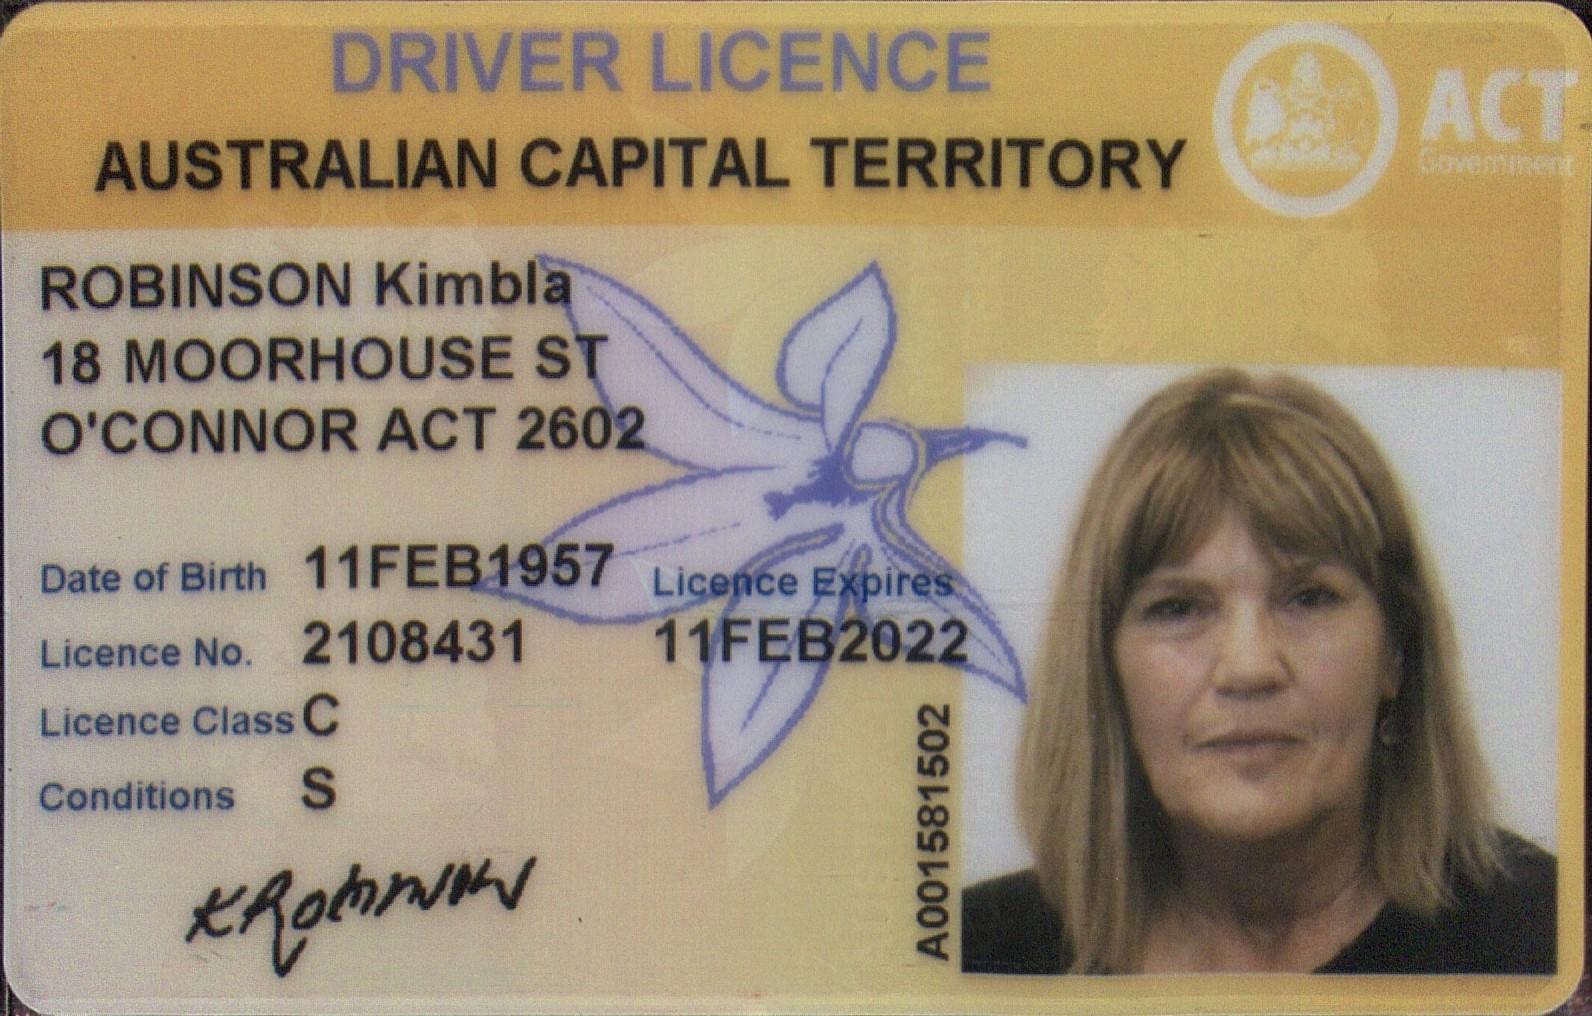 DRIVER LICENCE
AUSTRALIAN CAPITAL TERRITORY
ACT
Government
ROBINSON Kimbla
18 MOORHOUSE ST
O'CONNOR ACT 2602
Date of Birth 11FEB1957
Licence Expires
Licence No. 2108431
11FEB2022
Licence Class C
Conditions S
A001581502
K Robinson